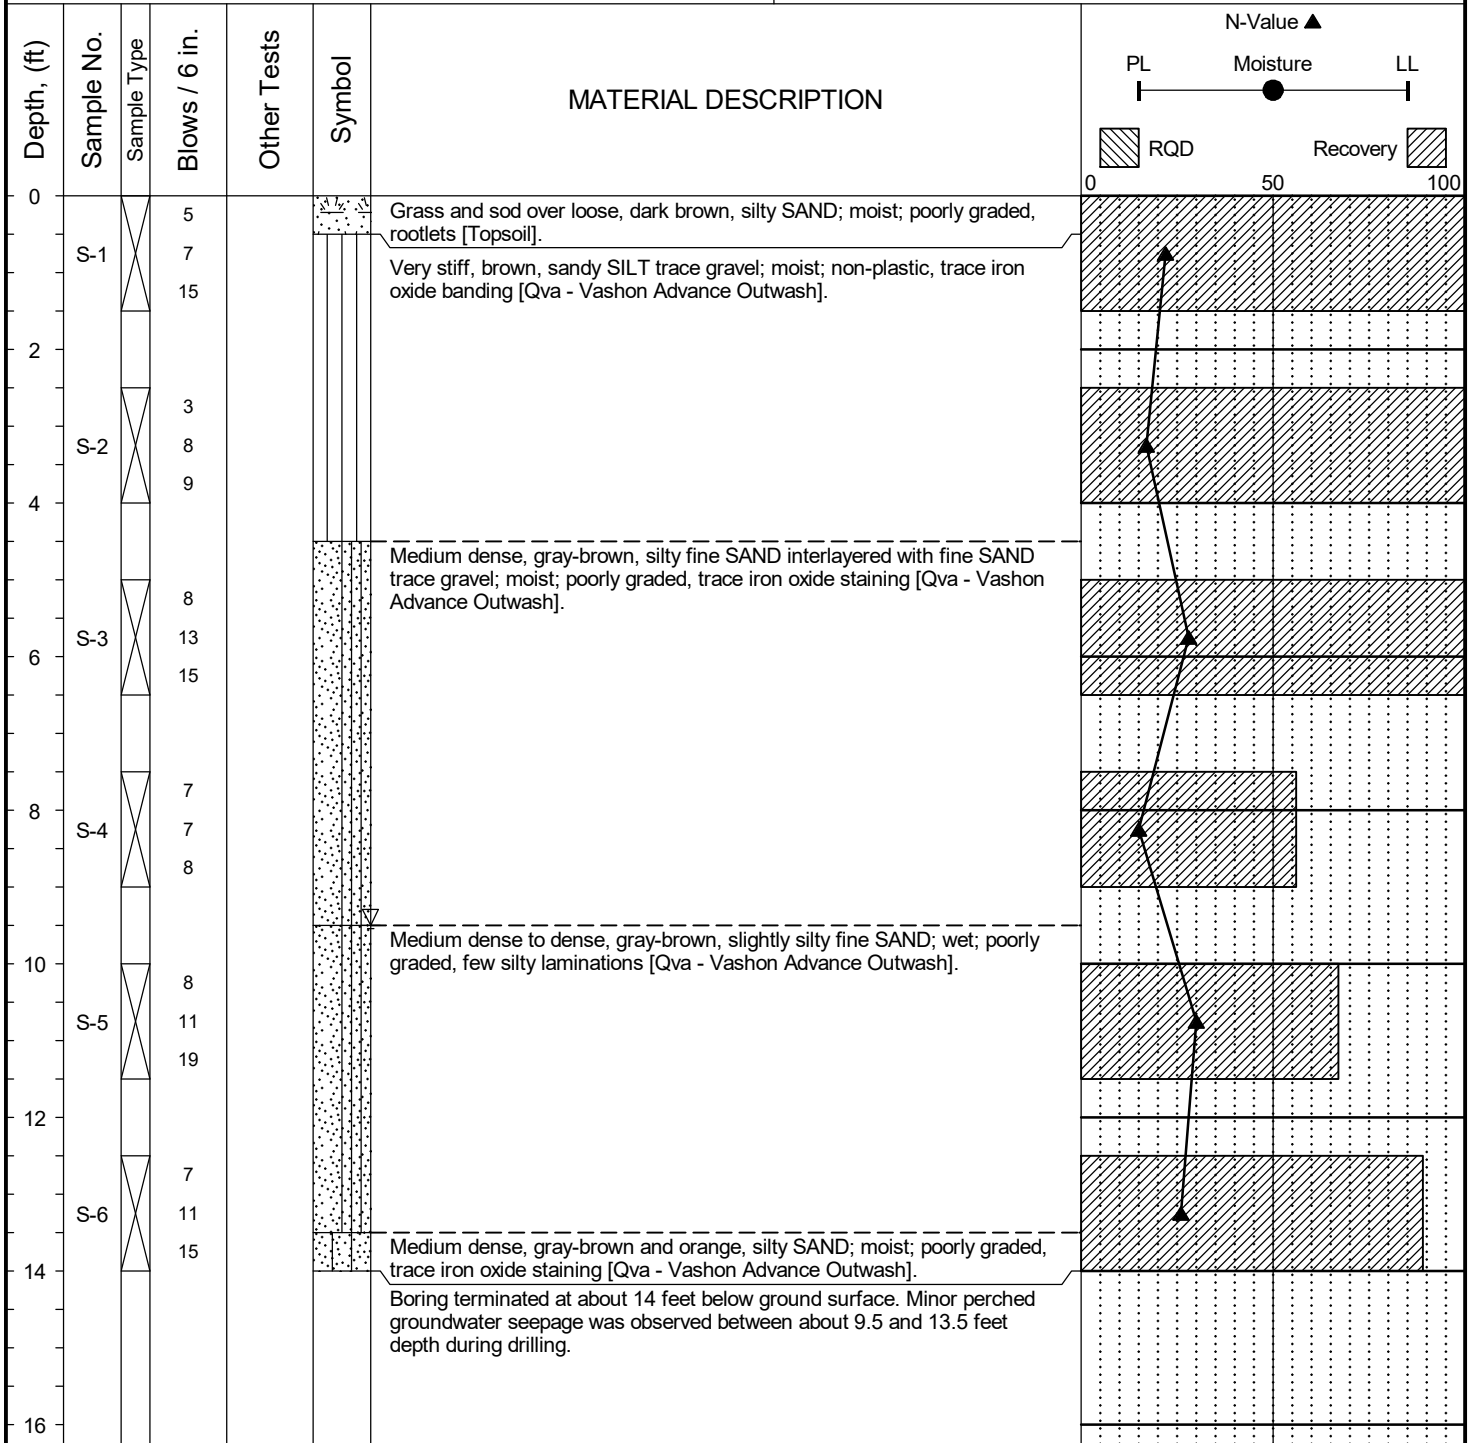 Depth, (ft)
Sample No.
Sample Type
Blows / 6 in.
Other Tests
Symbol
MATERIAL DESCRIPTION
N-Value ▲
PL Moisture LL
RQD Recovery
0 50 100
0
5
Grass and sod over loose, dark brown, silty SAND; moist; poorly graded,
rootlets [Topsoil].
S-1 7
Very stiff, brown, sandy SILT trace gravel; moist; non-plastic, trace iron
oxide banding [Qva - Vashon Advance Outwash].
15
2
3
S-2 8
9
4
Medium dense, gray-brown, silty fine SAND interlayered with fine SAND
trace gravel; moist; poorly graded, trace iron oxide staining [Qva - Vashon
Advance Outwash].
8
S-3 13
6
15
7
8
S-4 7
8
Medium dense to dense, gray-brown, slightly silty fine SAND; wet; poorly
graded, few silty laminations [Qva - Vashon Advance Outwash].
10
8
S-5 11
19
12
7
S-6 11
15
Medium dense, gray-brown and orange, silty SAND; moist; poorly graded,
trace iron oxide staining [Qva - Vashon Advance Outwash].
14
Boring terminated at about 14 feet below ground surface. Minor perched
groundwater seepage was observed between about 9.5 and 13.5 feet
depth during drilling.
16